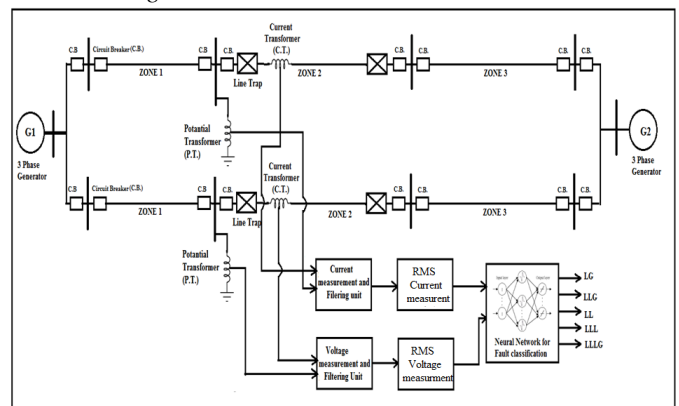 Current
Transformer
(C.T.)
C.B
Circuit Breaker (C.B.)
C.B.
C.B.
C.B.
C.B.
C.B.
C.B.
ZONE 1
Line Trap
ZONE 2
ZONE 3
G1
3 Phase
Generator
Potantial
Transformer
(P.T.)
G2
3 Phase
Generator
Current
Transformer
(C.T.)
C.B
Circuit Breaker (C.B.)
C.B
C.B.
C.B.
C.B.
C.B.
C.B.
ZONE 1
Line Trap
ZONE 2
ZONE 3
Potential
Transformer
(P.T.)
Current
measurement and
Filering unit
RMS
Current
measurent
Voltage
measurement and
Filtering Unit
RMS
Voltage
measurment
Neural Network for
Fault classification
LG
LLG
LL
LLL
LLLG